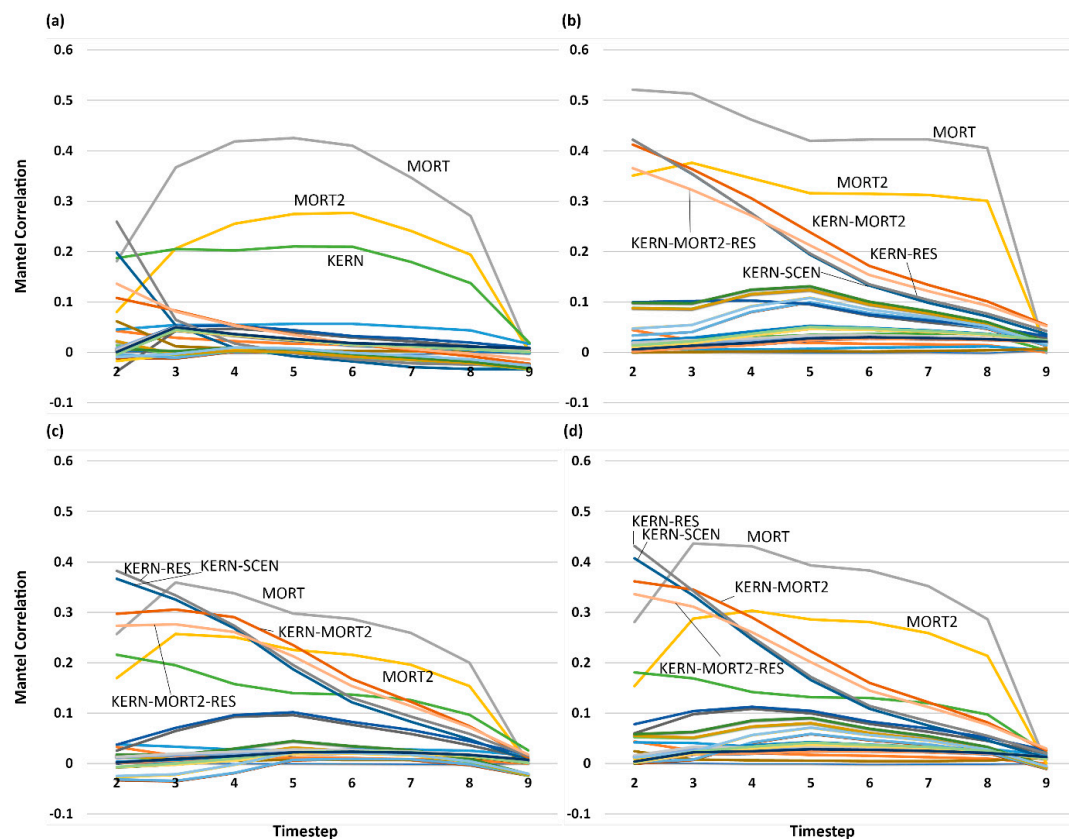 (a)
0.6
0.5
0.4
0.3
0.2
0.1
0
-0.1
Mantel Correlation
MORT
MORT2
KERN
2 3 4 5 6 7 8 9
(b)
0.6
0.5
0.4
0.3
0.2
0.1
0
-0.1
MORT
MORT2
KERN-MORT2
KERN-MORT2-RES
KERN-RES
KERN-SCEN
2 3 4 5 6 7 8 9
(c)
0.6
0.5
0.4
0.3
0.2
0.1
0
-0.1
Mantel Correlation
KERN-RES
KERN-SCEN
MORT
KERN-MORT2
MORT2
KERN-MORT2-RES
2 3 4 5 6 7 8 9
Timestep
(d)
0.6
0.5
0.4
0.3
0.2
0.1
0
-0.1
KERN-RES
KERN-SCEN
MORT
KERN-MORT2
MORT2
KERN-MORT2-RES
2 3 4 5 6 7 8 9
Timestep